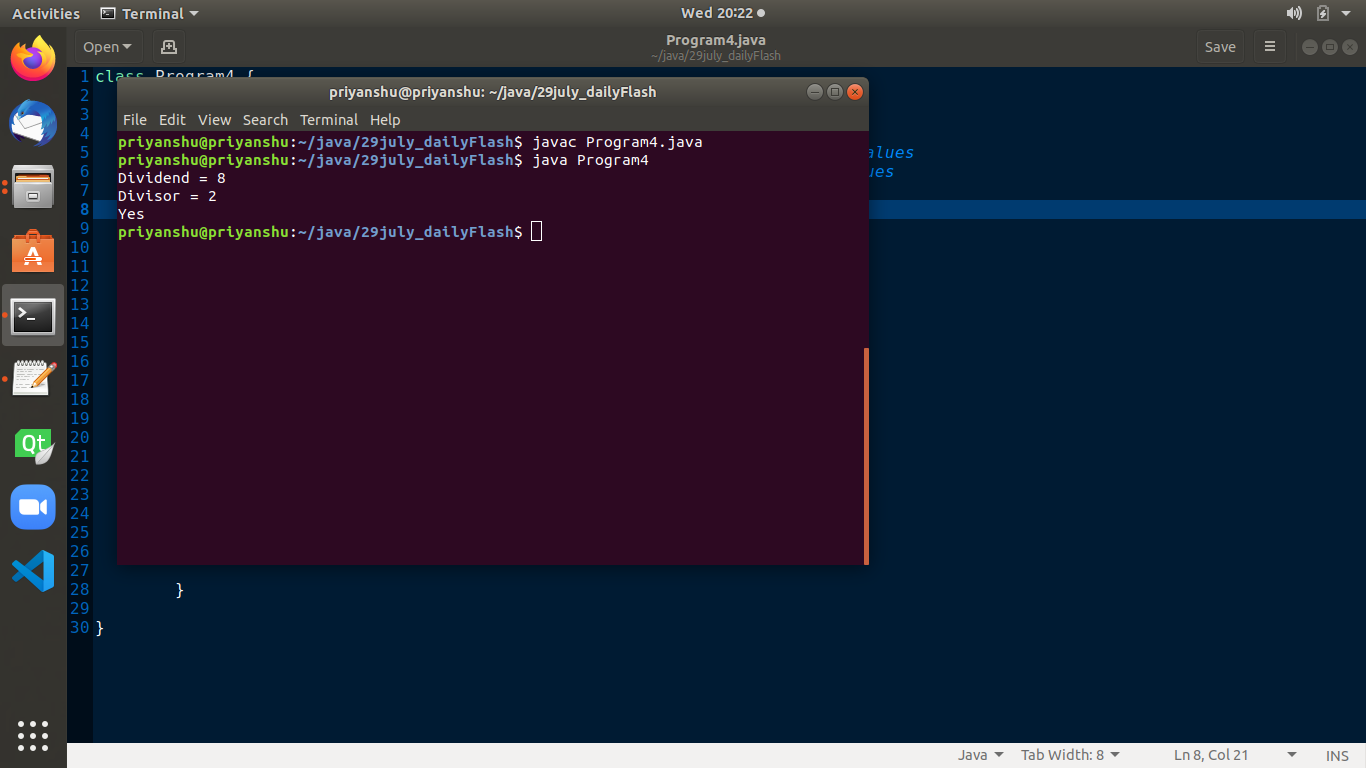 Activities Terminal Wed 20:22
Open Program4.java Save
~/java/29july_dailyFlash
1 class Program4 {
priyanshu@priyanshu: ~/java/29july_dailyFlash
File Edit View Search Terminal Help
priyanshu@priyanshu:~/java/29july_dailyFlash$ javac Program4.java
priyanshu@priyanshu:~/java/29july_dailyFlash$ java Program4
Dividend = 8
Divisor = 2
Yes
priyanshu@priyanshu:~/java/29july_dailyFlash$
2
3
4
5
6
7
8
9
10
11
12
13
14
15
16
17
18
19
20
21
22
23
24
25
26
27
28 }
29
30 }
Qt
Java Tab Width: 8 Ln 8, Col 21 INS